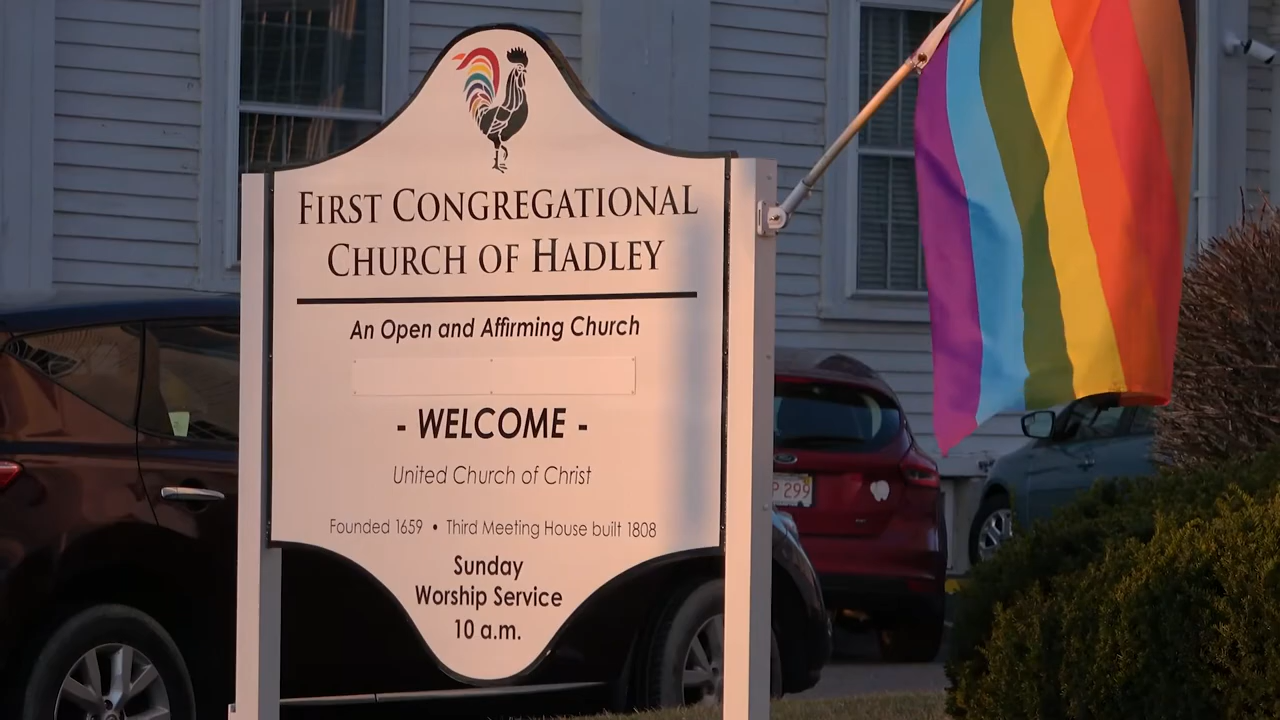 First Congregational
Church of Hadley
An Open and Affirming Church
- WELCOME -
United Church of Christ
Founded 1659 • Third Meeting House built 1808
Sunday
Worship Service
10 a.m.
P 299